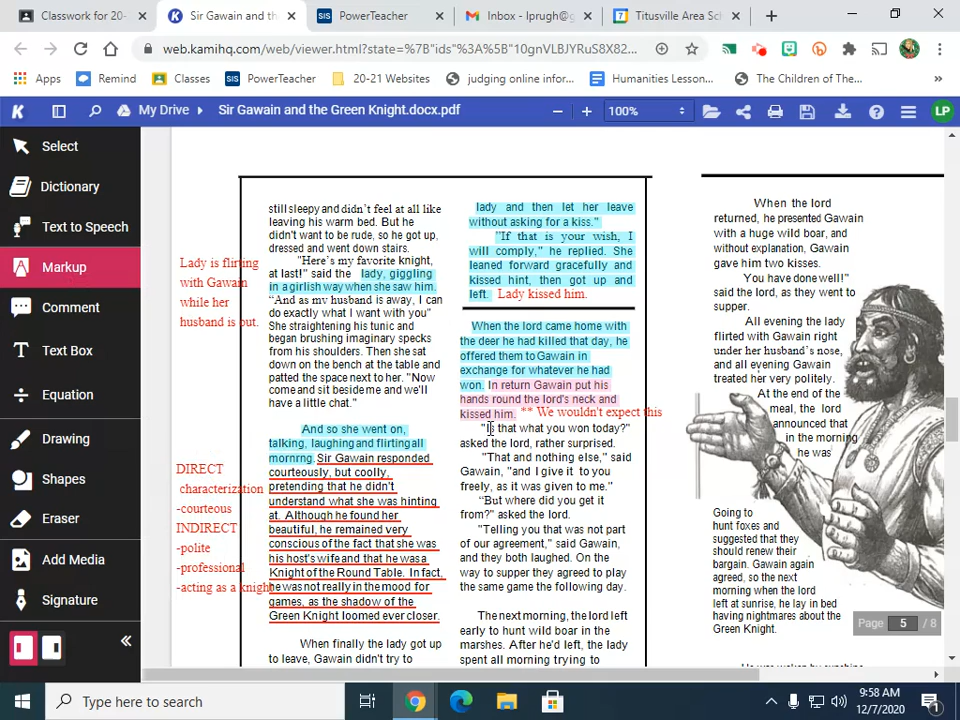 Classwork for 20-
Sir Gawain and th
PowerTeacher
Inbox - lprugh@g
Titusville Area Sc
web.kamihq.com/web/viewer.html?state=%7B"ids"%3A%5B"10gnVLBJYRuS8X82...
Apps
Remind
Classes
PowerTeacher
20-21 Websites
judging online infor...
Humanities Lesson...
The Children of The...
My Drive
Sir Gawain and the Green Knight.docx.pdf
100%
LP
Select
Dictionary
Text to Speech
Markup
Comment
Text Box
Equation
Drawing
Shapes
Eraser
Add Media
Signature
Lady is flirting
with Gawain
while her
husband is out.
DIRECT
characterization
-courteous
INDIRECT
-polite
-professional
-acting as a knight
still sleepy and didn't feel at all like
leaving his warm bed. But he
didn't want to be rude, so he got up,
dressed and went down stairs.
"Here's my favorite knight,
at last!" said the lady, giggling
in a girlish way when she saw him.
"And as my husband is away, I can
do exactly what I want with you"
She straightening his tunic and
began brushing imaginary specks
from his shoulders. Then she sat
down on the bench at the table and
patted the space next to her. "Now
come and sit beside me and we'll
have a little chat."
And so she went on,
talking, laughing and flirting all
mornrng. Sir Gawain responded
courteously, but coolly,
pretending that he didn't
understand what she was hinting
at. Although he found her
beautiful, he remained very
conscious of the fact that she was
his host's wife and that he was a
Knight of the Round Table. In fact,
he was not really in the mood for
games, as the shadow of the
Green Knight loomed ever closer.
When finally the lady got up
to leave, Gawain didn't try to
lady and then let her leave
without asking for a kiss."
"If that is your wish, I
will comply," he replied. She
leaned forward gracefully and
kissed hint, then got up and
left. Lady kissed him.
When the lord came home with
the deer he had killed that day, he
offered them to Gawain in
exchange for whatever he had
won. In return Gawain put his
hands round the lord's neck and
kissed him. ** We wouldn't expect this
"Is that what you won today?"
asked the lord, rather surprised.
"That and nothing else," said
Gawain, "and I give it to you
freely, as it was given to me."
"But where did you get it
from?" asked the lord.
"Telling you that was not part
of our agreement," said Gawain,
and they both laughed. On the
way to supper they agreed to play
the same game the following day.
The next morning, the lord left
early to hunt wild boar in the
marshes. After he'd left, the lady
spent all morning trying to
When the lord
returned, he presented Gawain
with a huge wild boar, and
without explanation, Gawain
gave him two kisses.
You have done well!"
said the lord, as they went to
supper.
All evening the lady
flirted with Gawain right
under her husband's nose,
and all evening Gawain
treated her very politely.
At the end of the
meal, the lord
announced that
in the morning
he was
Going to
hunt foxes and
suggested that they
should renew their
bargain. Gawain again
agreed, so the next
morning when the lord
left at sunrise, he lay in bed
having nightmares about the
Green Knight.
Page 5 / 8
Type here to search
9:58 AM
12/7/2020
1